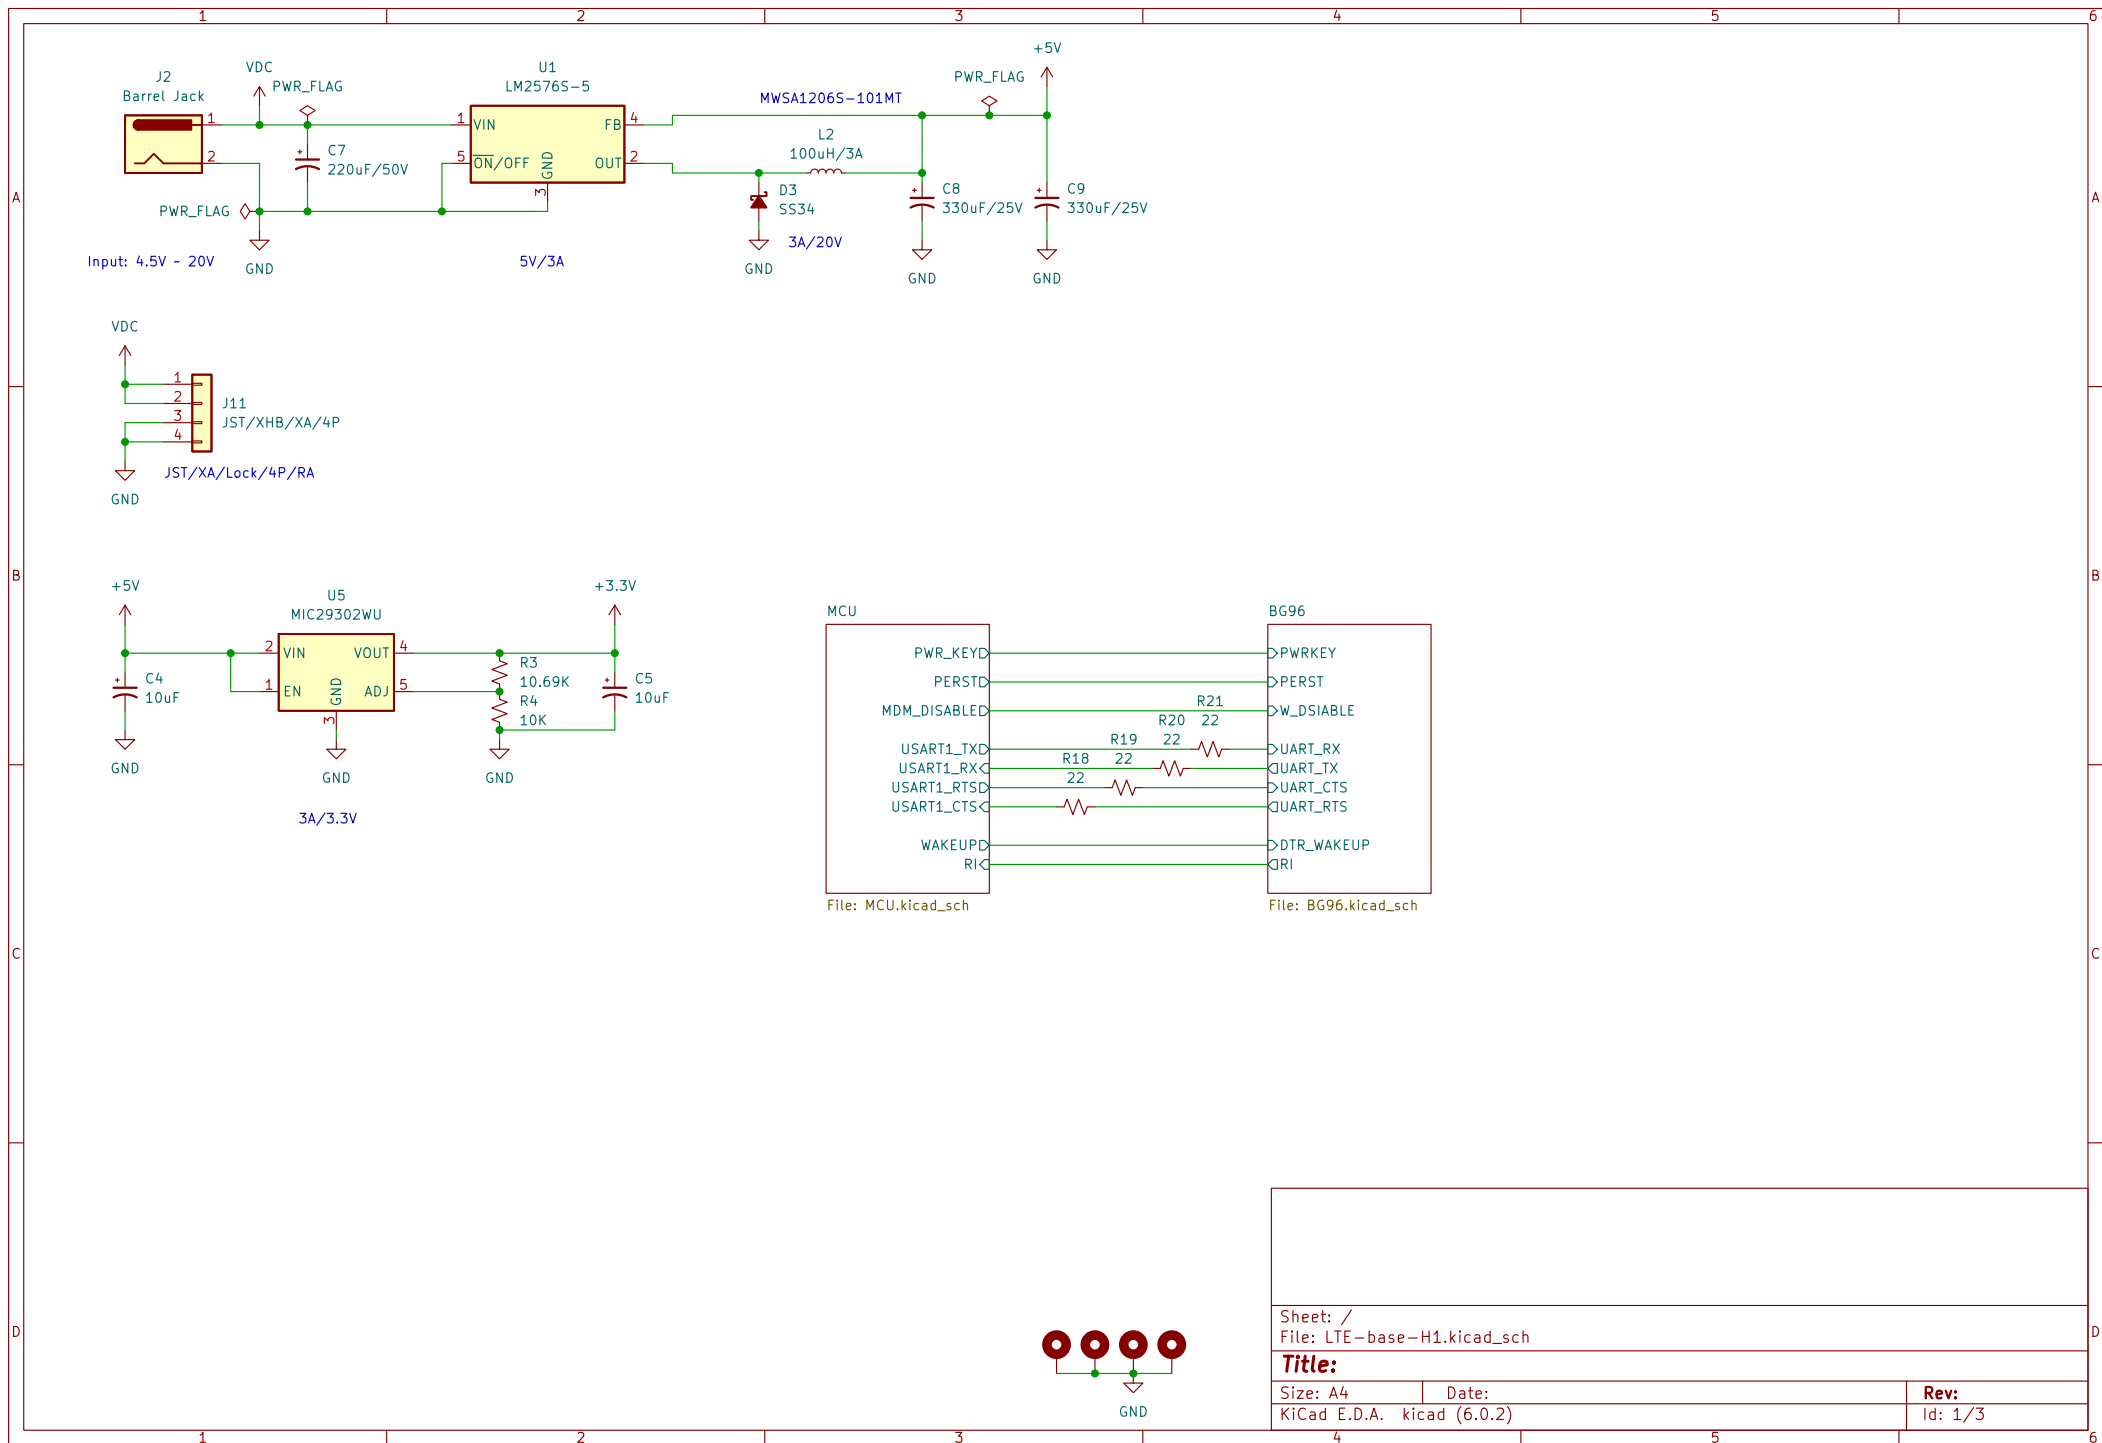 1 2 3 4 5 6
A
B
C
D
A
B
C
D
1 2 3 4 5 6
J2
Barrel Jack
1
2
VDC
PWR_FLAG
C7
220uF/50V
PWR_FLAG
GND
Input: 4.5V ~ 20V
U1
LM2576S-5
1 VIN
5 ON/OFF
GND
3
FB 4
OUT 2
5V/3A
MWSA1206S-101MT
L2
100uH/3A
D3
SS34
3A/20V
GND
PWR_FLAG
+5V
C8
330uF/25V
GND
C9
330uF/25V
GND
VDC
1
2
3
4
J11
JST/XHB/XA/4P
JST/XA/Lock/4P/RA
GND
+5V
C4
10uF
GND
U5
MIC29302WU
2 VIN
1 EN
GND
3
VOUT 4
ADJ 5
GND
3A/3.3V
R3
10.69K
R4
10K
GND
+3.3V
C5
10uF
MCU
PWR_KEY
PERST
MDM_DISABLE
USART1_TX
USART1_RX
USART1_RTS
USART1_CTS
WAKEUP
RI
File: MCU.kicad_sch
R21
22
R20
22
R19
22
R18
22
BG96
PWRKEY
PERST
W_DSIABLE
UART_RX
UART_TX
UART_CTS
UART_RTS
DTR_WAKEUP
RI
File: BG96.kicad_sch
GND
Sheet: /
File: LTE-base-H1.kicad_sch
Title:
Size: A4 Date: Rev:
KiCad E.D.A. kicad (6.0.2) Id: 1/3